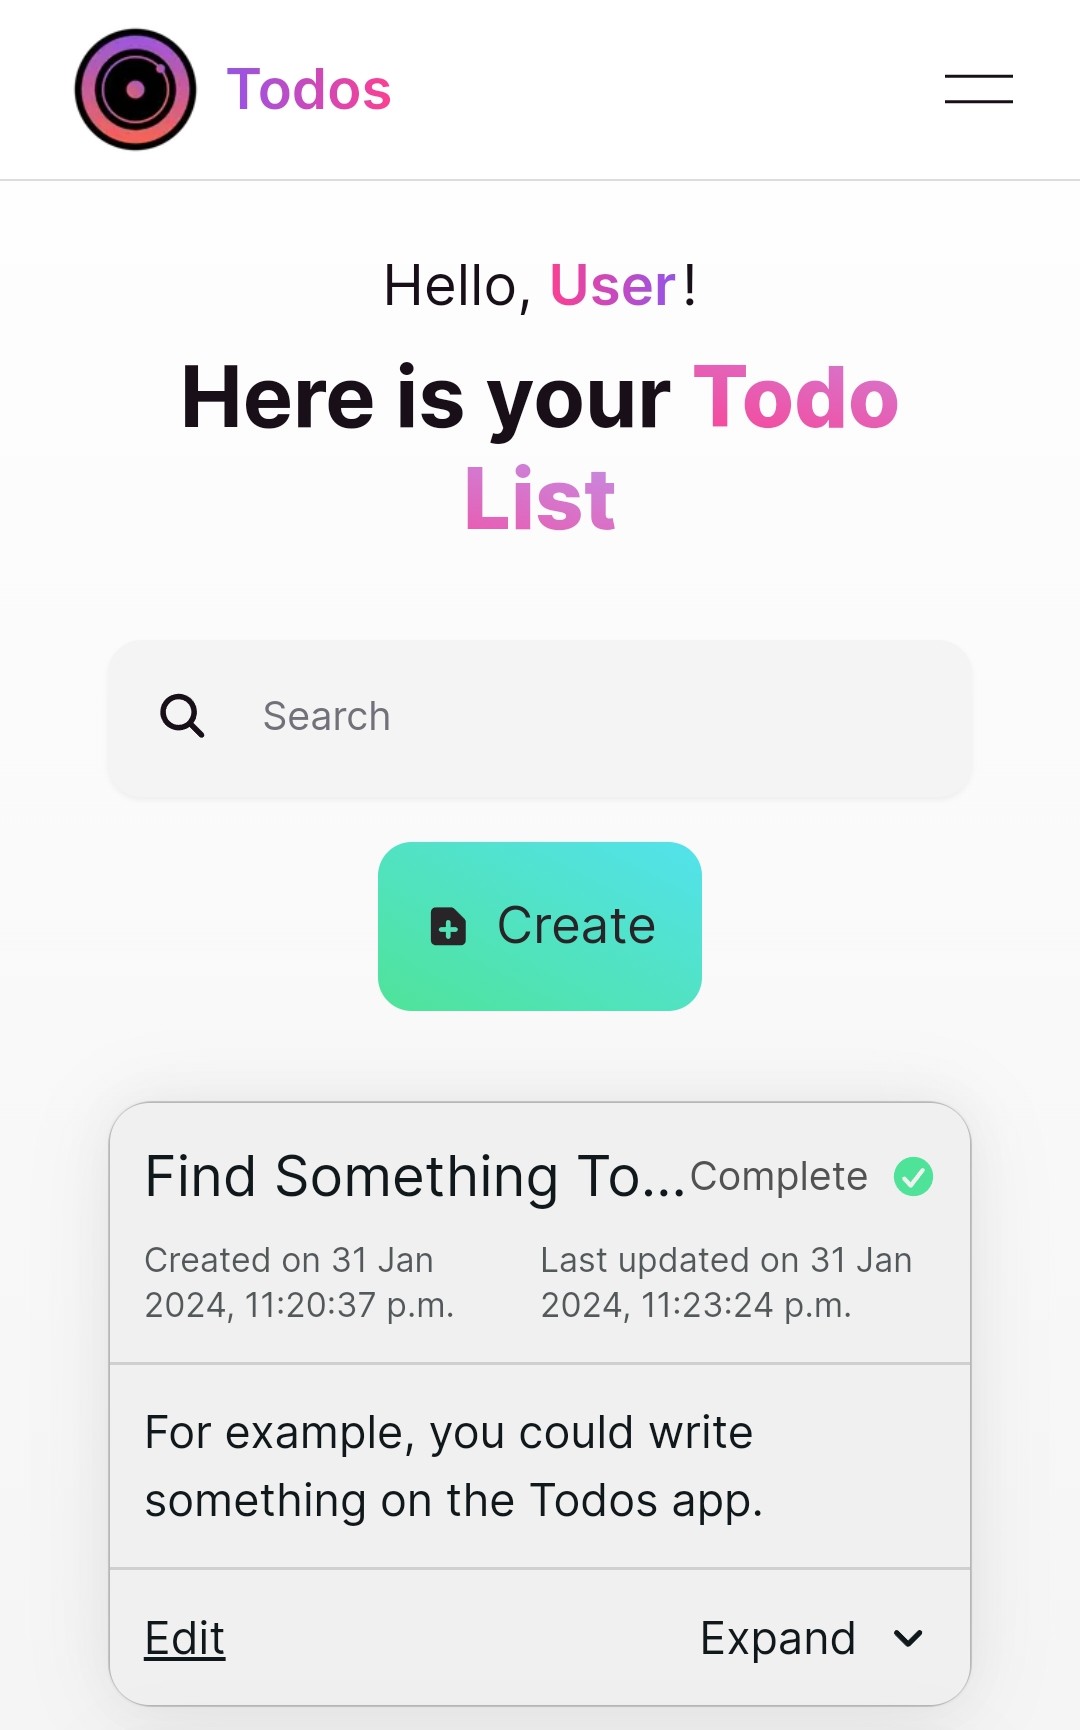 Todos
Hello, User!
Here is your Todo
List
Search
Create
Find Something To...
Complete
Created on 31 Jan
2024, 11:20:37 p.m.
Last updated on 31 Jan
2024, 11:23:24 p.m.
For example, you could write
something on the Todos app.
Edit
Expand